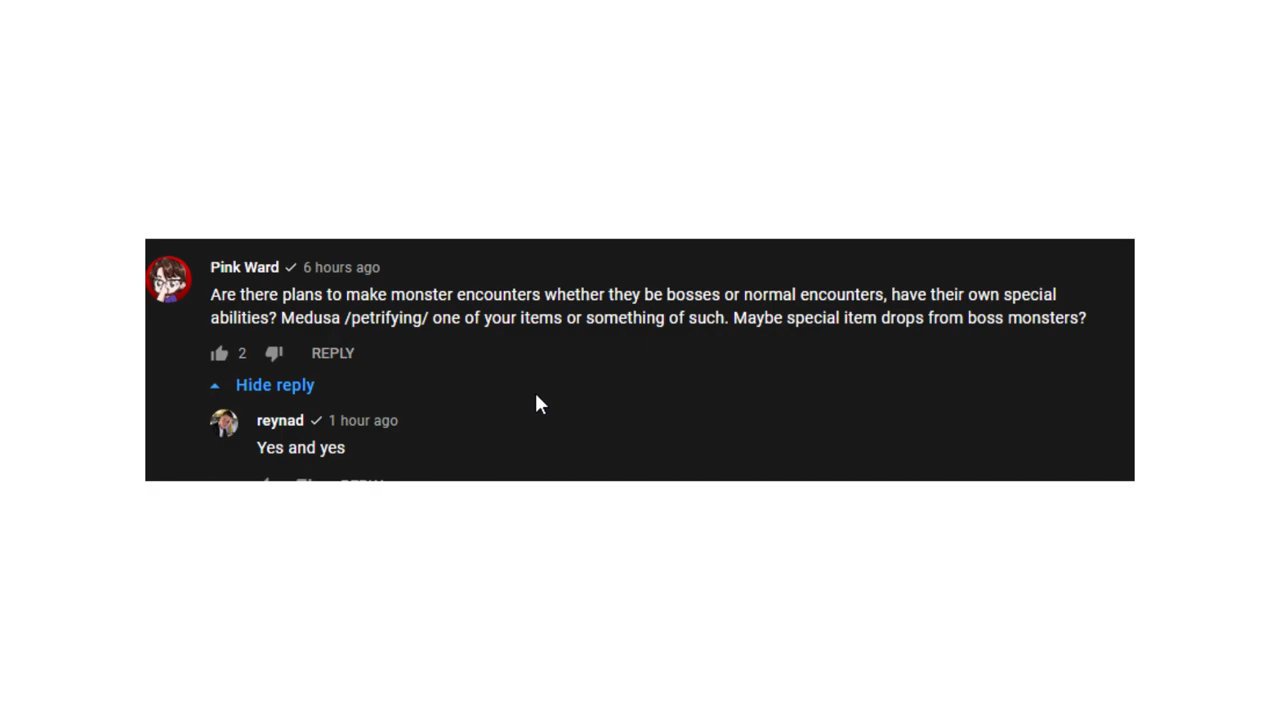 Pink Ward 6 hours ago
Are there plans to make monster encounters whether they be bosses or normal encounters, have their own special
abilities? Medusa /petrifying/ one of your items or something of such. Maybe special item drops from boss monsters?
2 REPLY
Hide reply
reynad 1 hour ago
Yes and yes